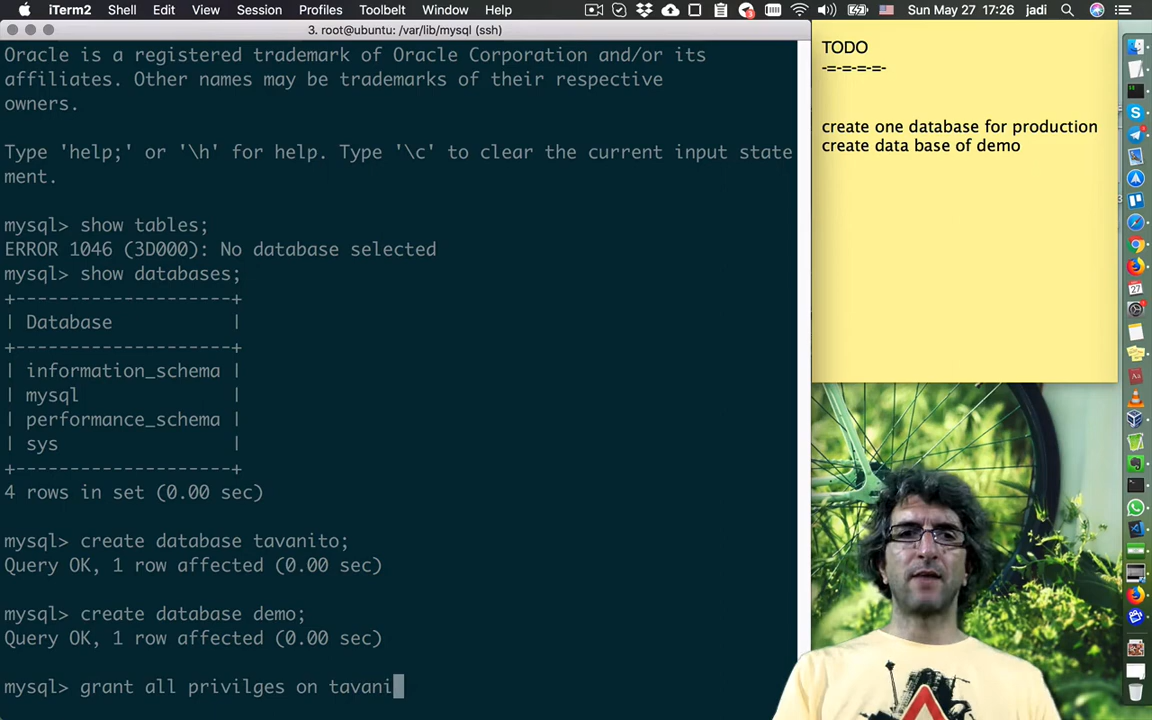 iTerm2 Shell Edit View Session Profiles Toolbelt Window Help Sun May 27 17:26 jadi
3. root@ubuntu: /var/lib/mysql (ssh)
Oracle is a registered trademark of Oracle Corporation and/or its
affiliates. Other names may be trademarks of their respective
owners.
Type 'help;' or '\h' for help. Type '\c' to clear the current input state
ment.
mysql> show tables;
ERROR 1046 (3D000): No database selected
mysql> show databases;
+--------------------+
| Database           |
+--------------------+
| information_schema |
| mysql              |
| performance_schema |
| sys                |
+--------------------+
4 rows in set (0.00 sec)
mysql> create database tavanito;
Query OK, 1 row affected (0.00 sec)
mysql> create database demo;
Query OK, 1 row affected (0.00 sec)
mysql> grant all privilges on tavani
TODO
-=-=-=-=-
create one database for production
create data base of demo